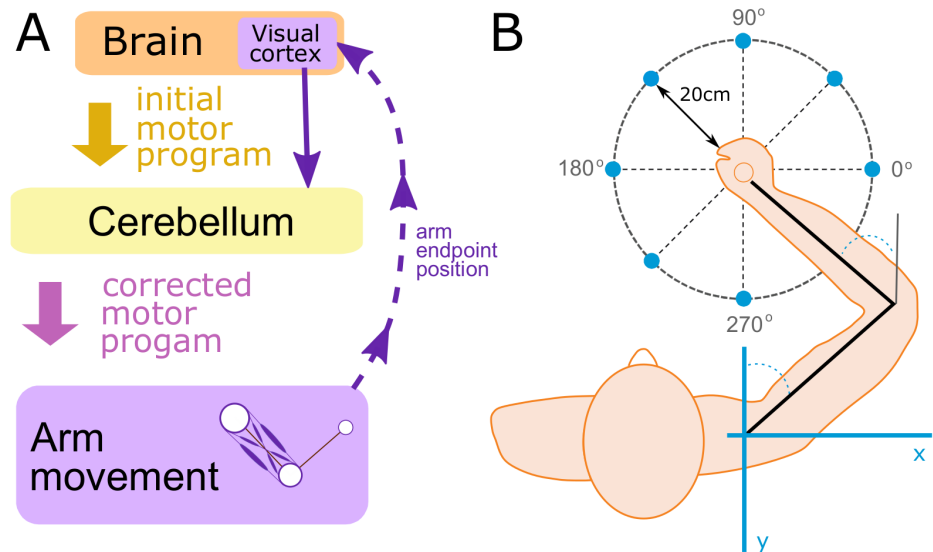 A
Brain
Visual
cortex
initial
motor
program
Cerebellum
arm
endpoint
position
corrected
motor
progam
Arm
movement
B
90°
20cm
180°
0°
270°
x
y